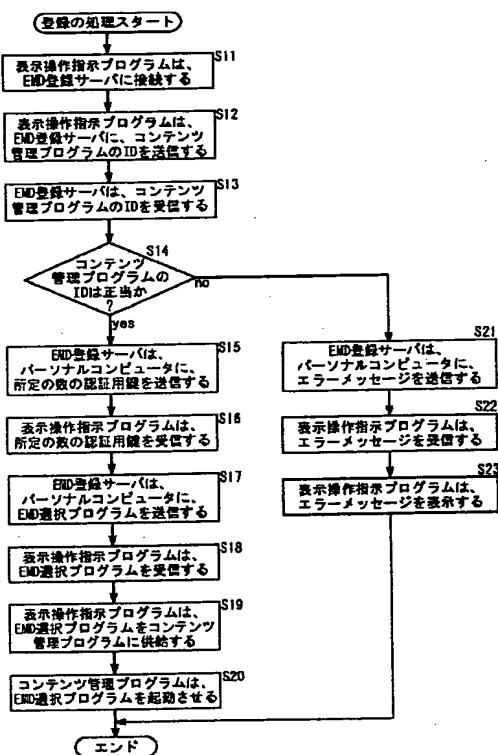 登録の処理スタート
S11
表示操作指示プログラムは、
EMD登録サーバに接続する
S12
表示操作指示プログラムは、
EMD登録サーバに、コンテンツ
管理プログラムのIDを送信する
S13
EMD登録サーバは、コンテンツ
管理プログラムのIDを受信する
S14
コンテンツ
管理プログラムの
IDは正当か
?
no
yes
S15
EMD登録サーバは、
パーソナルコンピュータに、
所定の数の認証用鍵を送信する
S16
表示操作指示プログラムは、
所定の数の認証用鍵を受信する
S17
EMD登録サーバは、
パーソナルコンピュータに、
EMD選択プログラムを送信する
S18
表示操作指示プログラムは、
EMD選択プログラムを受信する
S19
表示操作指示プログラムは、
EMD選択プログラムをコンテンツ
管理プログラムに供給する
S20
コンテンツ管理プログラムは、
EMD選択プログラムを起動させる
S21
EMD登録サーバは、
パーソナルコンピュータに、
エラーメッセージを送信する
S22
表示操作指示プログラムは、
エラーメッセージを受信する
S23
表示操作指示プログラムは、
エラーメッセージを表示する
エンド